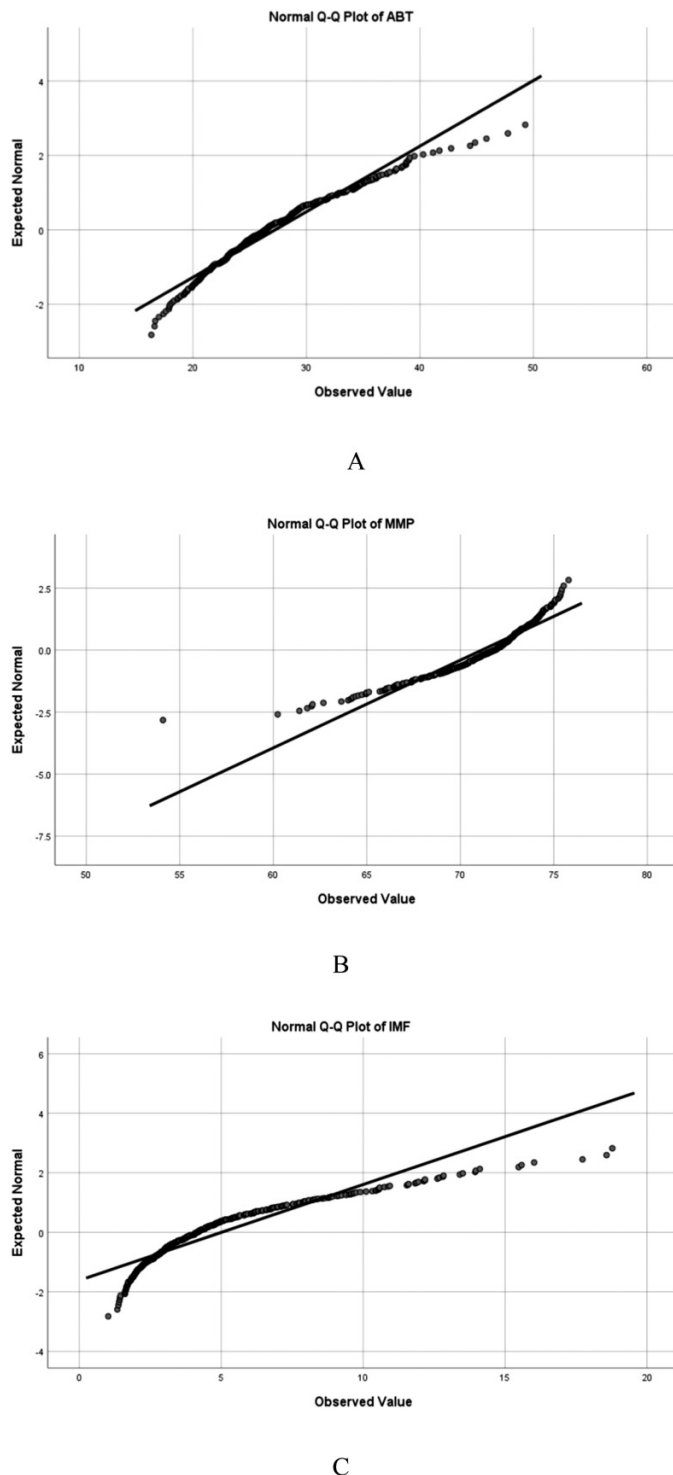 Normal Q-Q Plot of ABT
4
2
0
-2
Expected Normal
10 20 30 40 50 60
Observed Value
A
Normal Q-Q Plot of MMP
2.5
0.0
-2.5
-5.0
-7.5
Expected Normal
50 55 60 65 70 75 80
Observed Value
B
Normal Q-Q Plot of IMF
6
4
2
0
-2
-4
Expected Normal
0 5 10 15 20
Observed Value
C